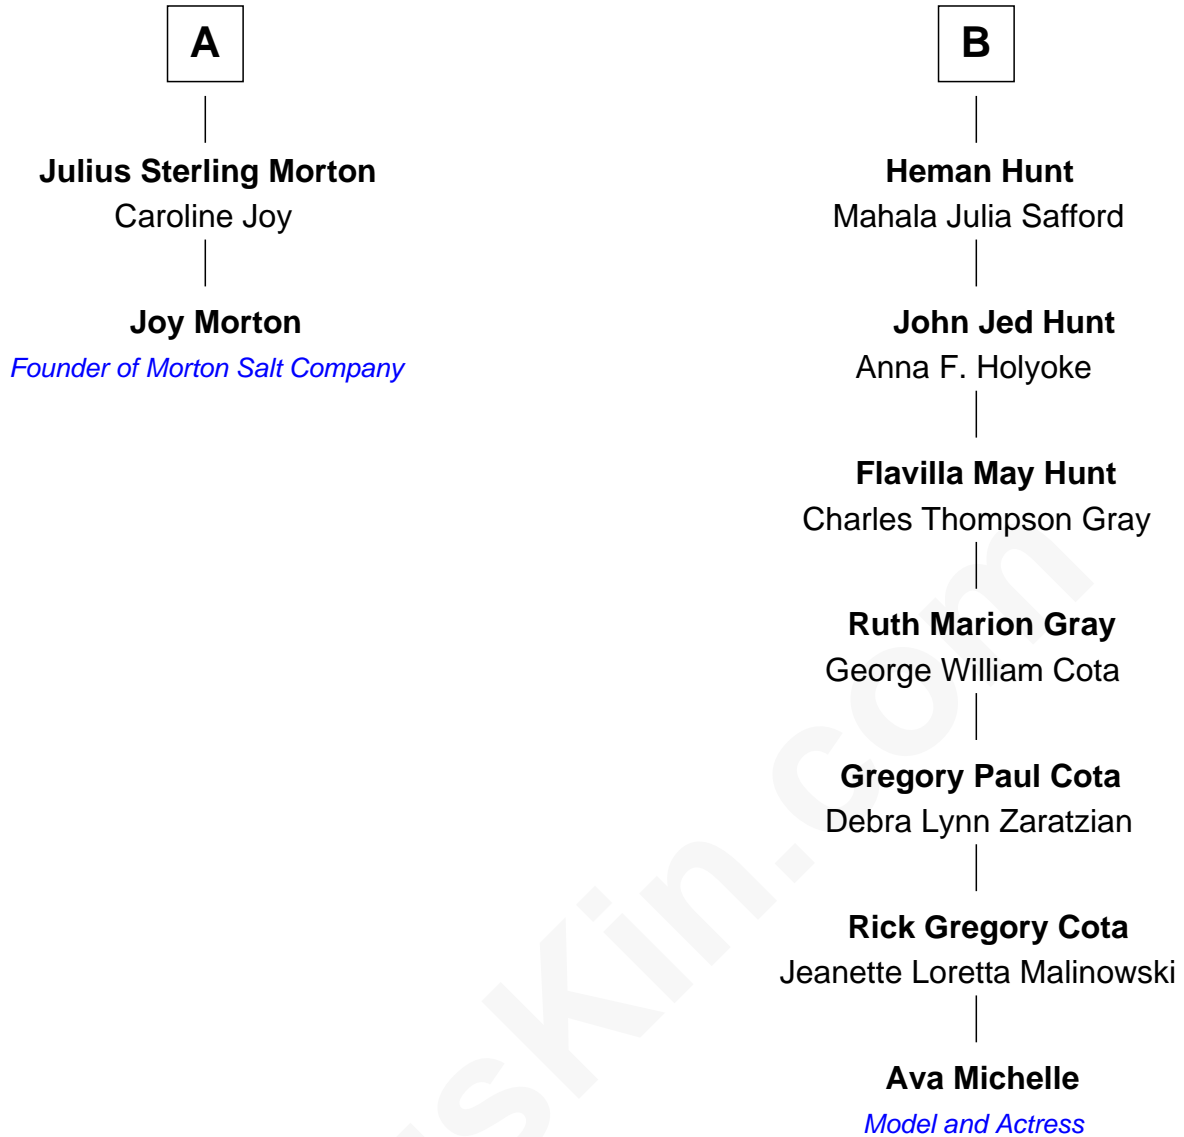 A
Julius Sterling Morton
Caroline Joy
Joy Morton
Founder of Morton Salt Company
B
Heman Hunt
Mahala Julia Safford
John Jed Hunt
Anna F. Holyoke
Flavilla May Hunt
Charles Thompson Gray
Ruth Marion Gray
George William Cota
Gregory Paul Cota
Debra Lynn Zaratzian
Rick Gregory Cota
Jeanette Loretta Malinowski
Ava Michelle
Model and Actress
sKin.com